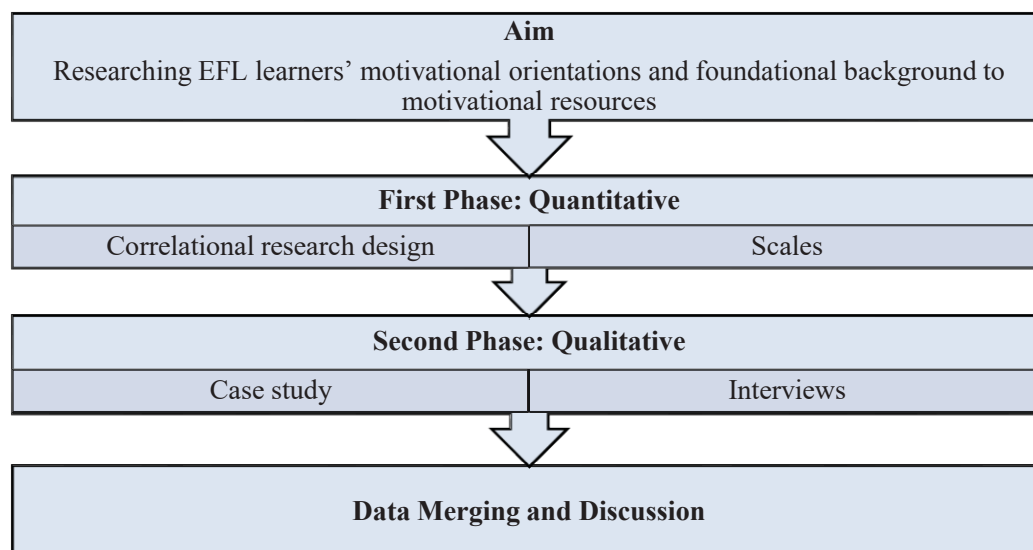 Aim
Researching EFL learners’ motivational orientations and foundational background to
motivational resources
First Phase: Quantitative
Correlational research design
Scales
Second Phase: Qualitative
Case study
Interviews
Data Merging and Discussion